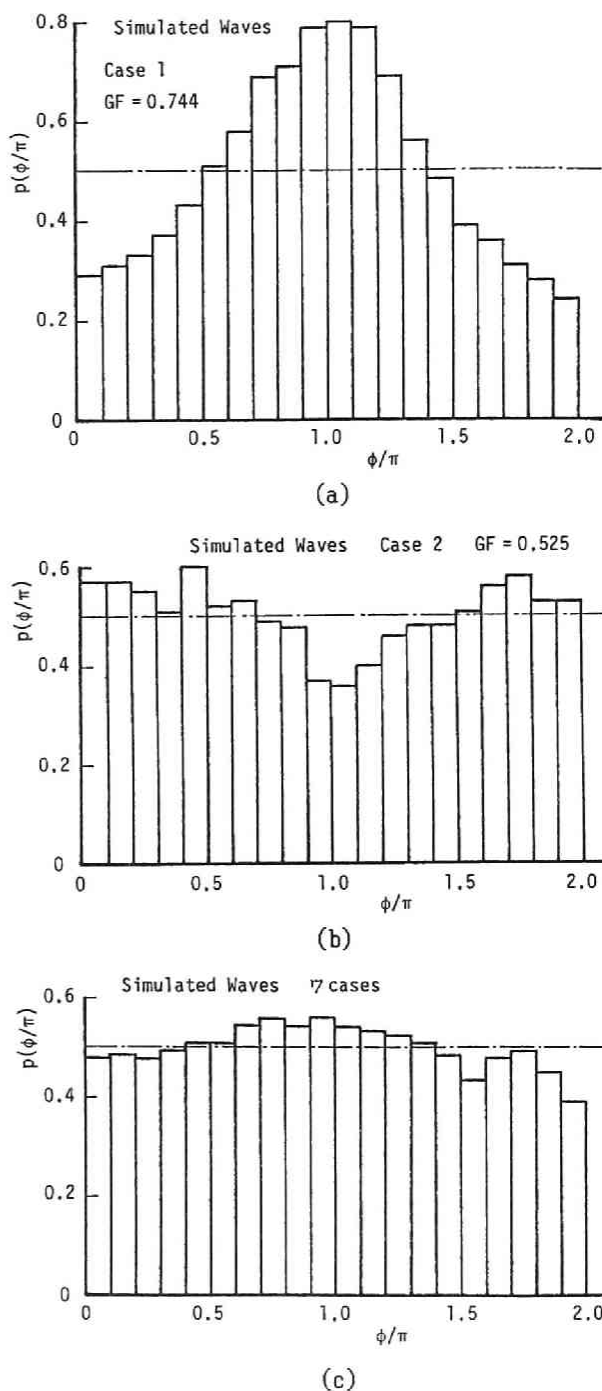 Simulated Waves
Case 1
GF = 0.744
p(φ/π)
0.8
0.6
0.4
0.2
0
0 0.5 1.0 1.5 2.0
φ/π
(a)
Simulated Waves Case 2 GF = 0.525
p(φ/π)
0.6
0.4
0.2
0
0 0.5 1.0 1.5 2.0
φ/π
(b)
Simulated Waves 7 cases
p(φ/π)
0.6
0.4
0.2
0
0 0.5 1.0 1.5 2.0
φ/π
(c)